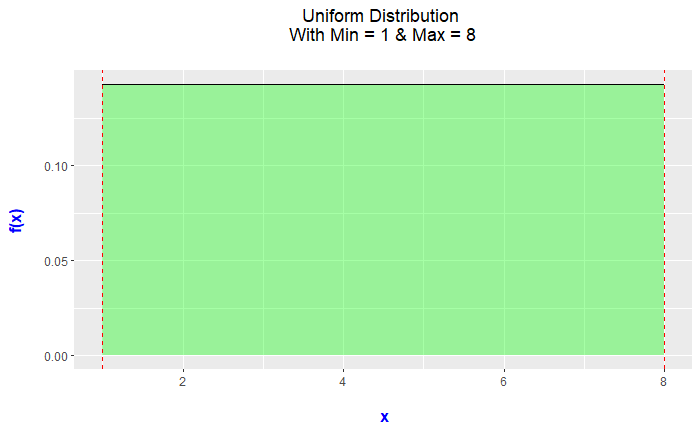 Uniform Distribution
With Min = 1 & Max = 8
f(x)
0.10
0.05
0.00
2 4 6 8
x